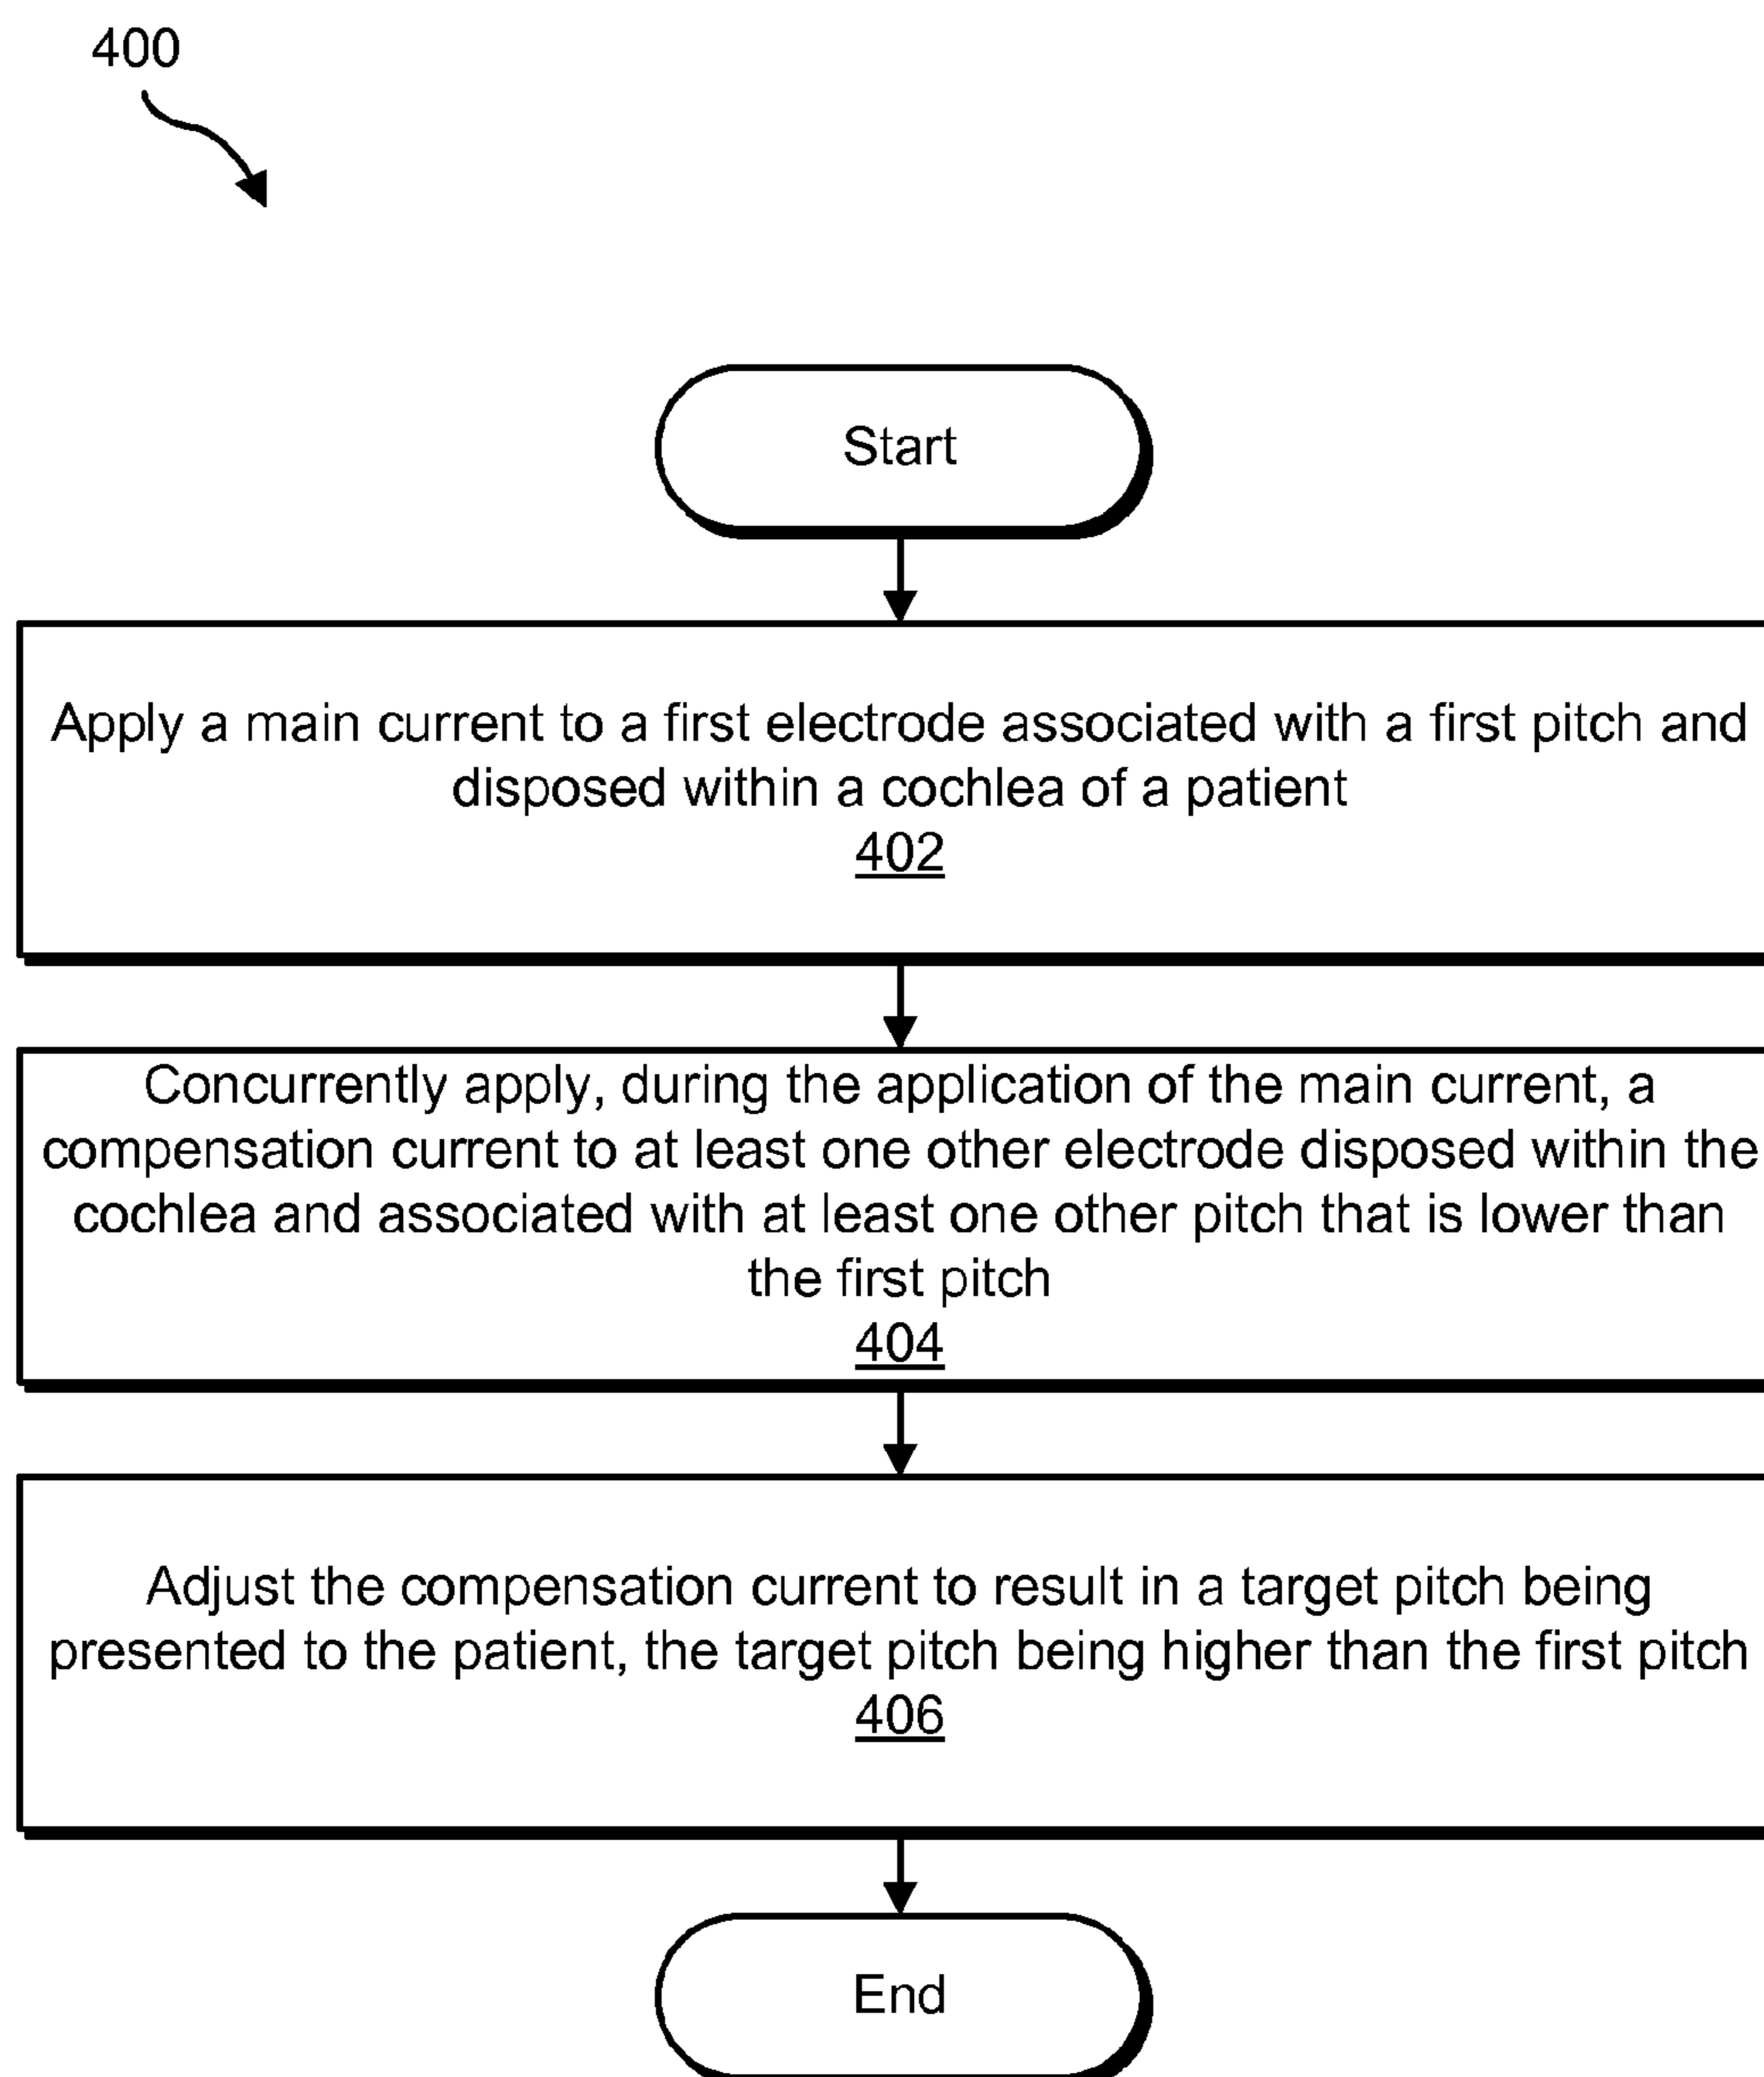 400
Start
Apply a main current to a first electrode associated with a first pitch and
disposed within a cochlea of a patient
402
Concurrently apply, during the application of the main current, a
compensation current to at least one other electrode disposed within the
cochlea and associated with at least one other pitch that is lower than
the first pitch
404
Adjust the compensation current to result in a target pitch being
presented to the patient, the target pitch being higher than the first pitch
406
End